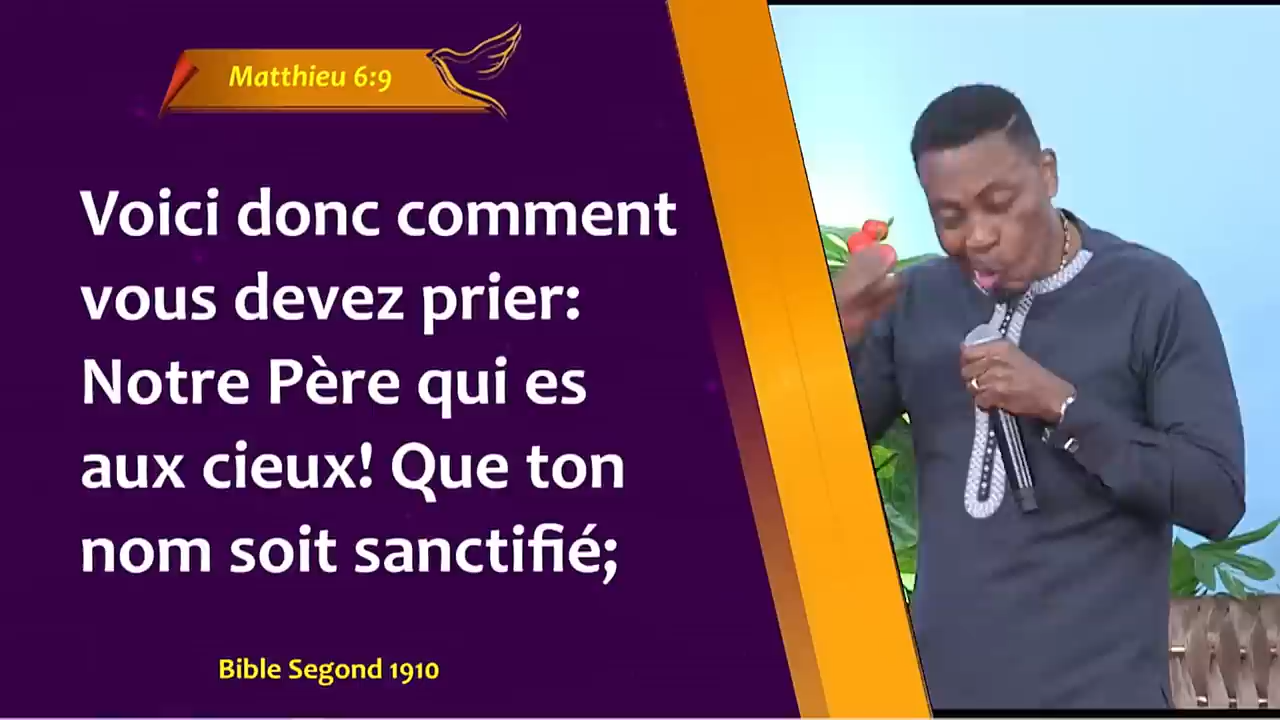 Matthieu 6:9
Voici donc comment
vous devez prier:
Notre Père qui es
aux cieux! Que ton
nom soit sanctifié;
Bible Segond 1910